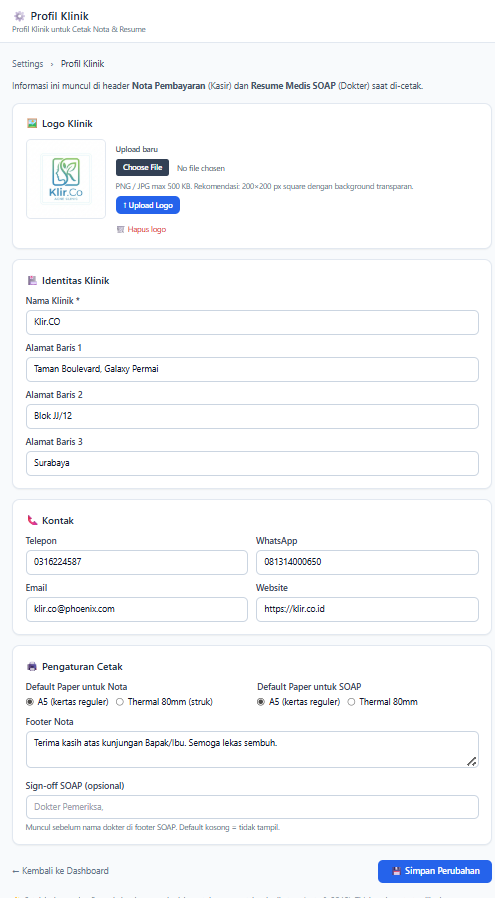 Profil Klinik
Profil Klinik untuk Cetak Nota & Resume
Settings › Profil Klinik
Informasi ini muncul di header Nota Pembayaran (Kasir) dan Resume Medis SOAP (Dokter) saat di-cetak.
Logo Klinik
Klir.Co
Upload baru
Choose File No file chosen
PNG / JPG max 500 KB. Rekomendasi: 200×200 px square dengan background transparan.
↑ Upload Logo
Hapus logo
Identitas Klinik
Nama Klinik *
Klir.CO
Alamat Baris 1
Taman Boulevard, Galaxy Permai
Alamat Baris 2
Blok JJ/12
Alamat Baris 3
Surabaya
Kontak
Telepon WhatsApp
0316224587 081314000650
Email Website
klir.co@phoenix.com https://klir.co.id
Pengaturan Cetak
Default Paper untuk Nota Default Paper untuk SOAP
A5 (kertas reguler) Thermal 80mm (struk) A5 (kertas reguler) Thermal 80mm
Footer Nota
Terima kasih atas kunjungan Bapak/Ibu. Semoga lekas sembuh.
Sign-off SOAP (opsional)
Dokter Pemeriksa,
Muncul sebelum nama dokter di footer SOAP. Default kosong = tidak tampil.
← Kembali ke Dashboard Simpan Perubahan